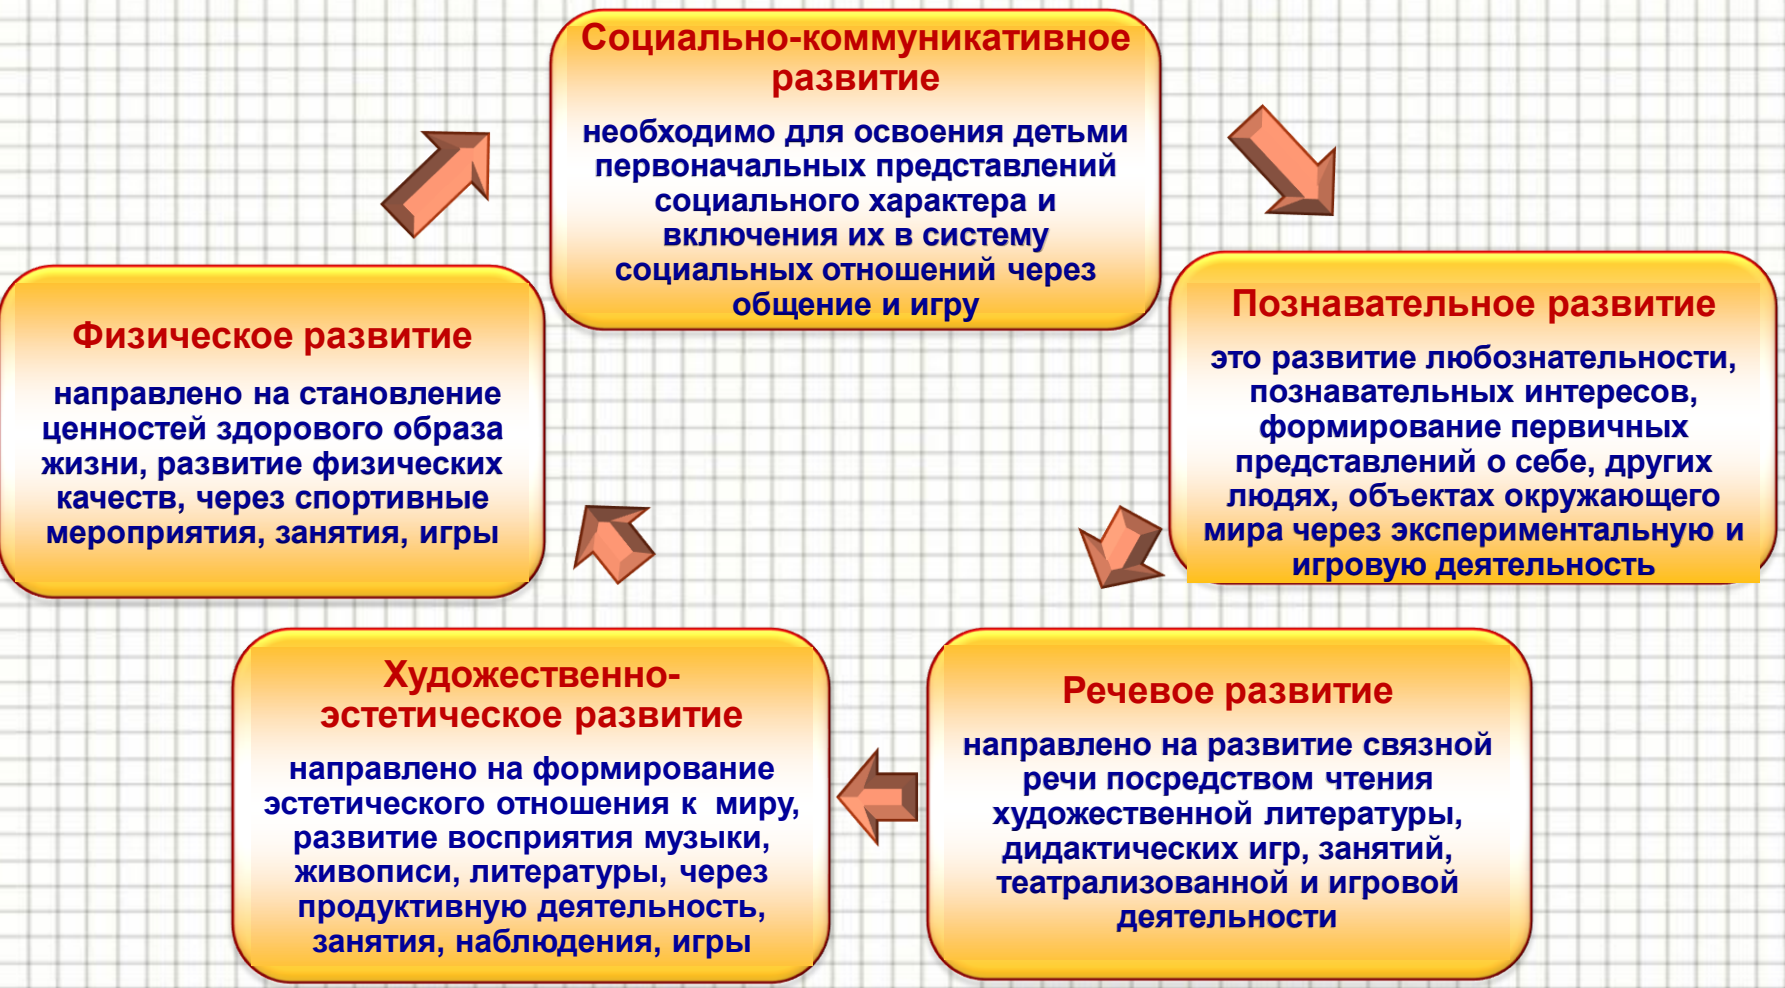 Социально-коммуникативное
развитие
необходимо для освоения детьми
первоначальных представлений
социального характера и
включения их в систему
социальных отношений через
общение и игру
Познавательное развитие
это развитие любознательности,
познавательных интересов,
формирование первичных
представлений о себе, других
людях, объектах окружающего
мира через экспериментальную и
игровую деятельность
Речевое развитие
направлено на развитие связной
речи посредством чтения
художественной литературы,
дидактических игр, занятий,
театрализованной и игровой
деятельности
Художественно-
эстетическое развитие
направлено на формирование
эстетического отношения к миру,
развитие восприятия музыки,
живописи, литературы, через
продуктивную деятельность,
занятия, наблюдения, игры
Физическое развитие
направлено на становление
ценностей здорового образа
жизни, развитие физических
качеств, через спортивные
мероприятия, занятия, игры